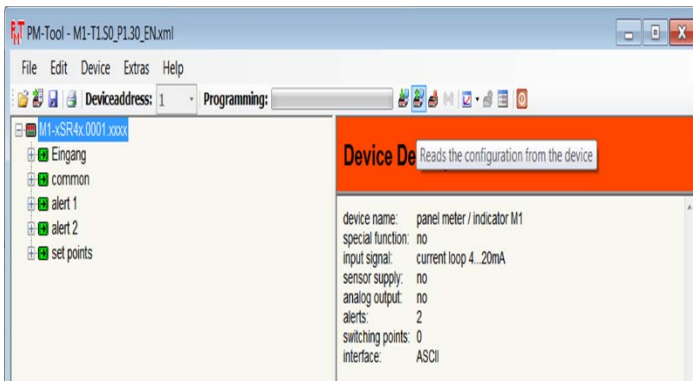 PM-Tool - M1-T1.S0_P1.30_EN.xml
File Edit Device Extras Help
Deviceaddress: 1 Programming:
M1-xSR4x.0001.xxxx
Eingang
common
alert 1
alert 2
set points
Device De
Reads the configuration from the device
device name: panel meter / indicator M1
special function: no
input signal: current loop 4...20mA
sensor supply: no
analog output: no
alerts: 2
switching points: 0
interface: ASCII